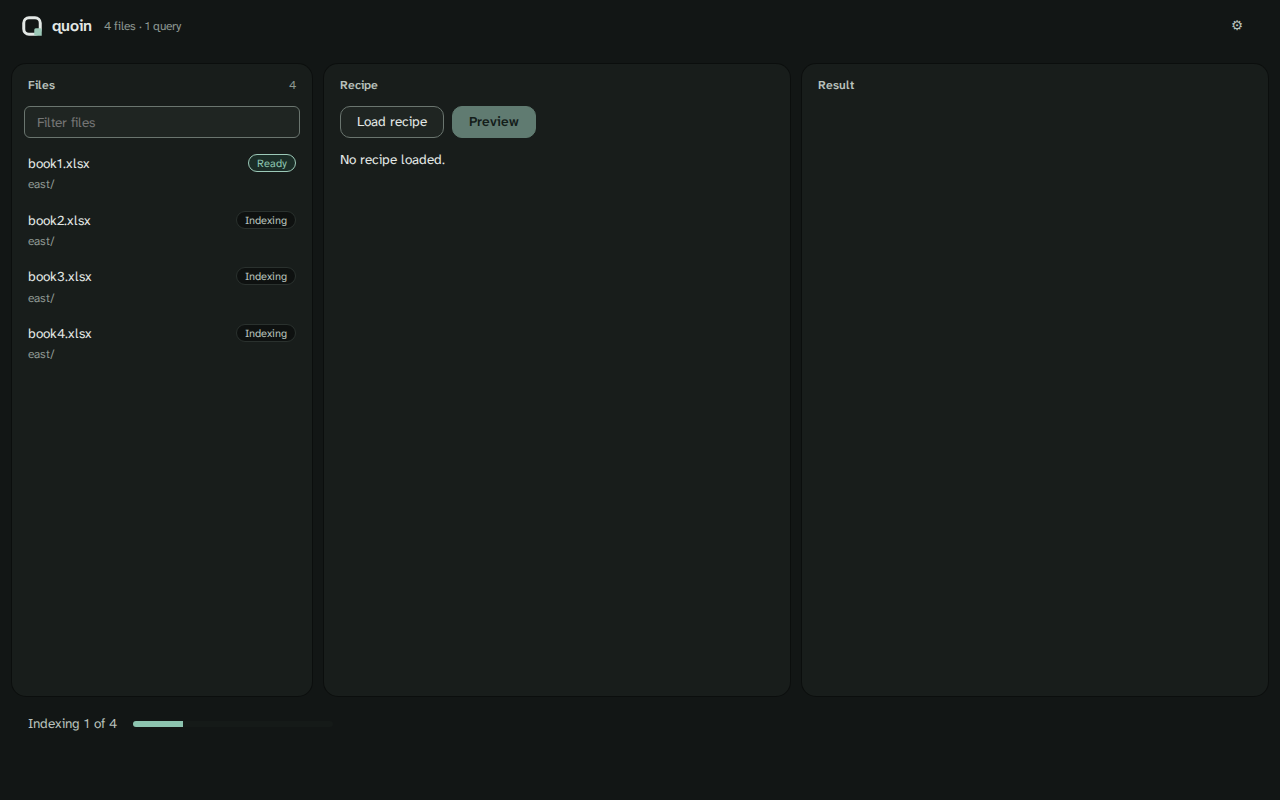 quoin 4 files · 1 query
Files 4
Filter files
book1.xlsx Ready
east/
book2.xlsx Indexing
east/
book3.xlsx Indexing
east/
book4.xlsx Indexing
east/
Recipe
Load recipe Preview
No recipe loaded.
Result
Indexing 1 of 4